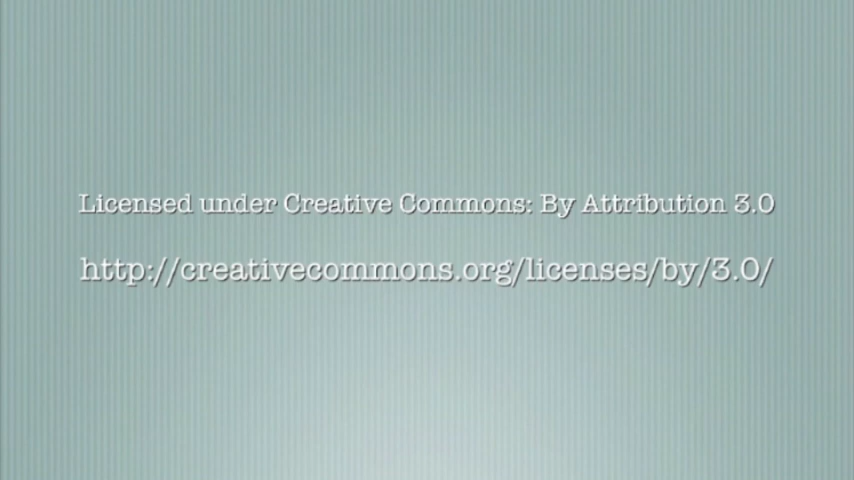 Licensed under Creative Commons: By Attribution 3.0
http://creativecommons.org/licenses/by/3.0/